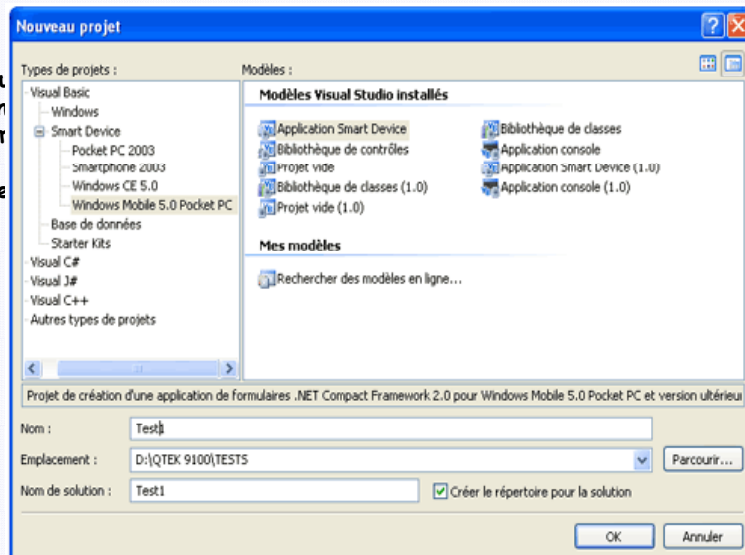 Nouveau projet
Types de projets :
Modèles :
Visual Basic
Windows
Smart Device
Pocket PC 2003
Smartphone 2003
Windows CE 5.0
Windows Mobile 5.0 Pocket PC
Base de données
Starter Kits
Visual C#
Visual J#
Visual C++
Autres types de projets
Modèles Visual Studio installés
Application Smart Device
Bibliothèque de classes
Bibliothèque de contrôles
Application console
Projet vide
Application Smart Device (1.0)
Bibliothèque de classes (1.0)
Application console (1.0)
Projet vide (1.0)
Mes modèles
Rechercher des modèles en ligne...
Projet de création d'une application de formulaires .NET Compact Framework 2.0 pour Windows Mobile 5.0 Pocket PC et version
Nom :
Test1
Emplacement :
D:\QTEK 9100\TESTS
Parcourir...
Nom de solution :
Test1
Créer le répertoire pour la solution
OK
Annuler